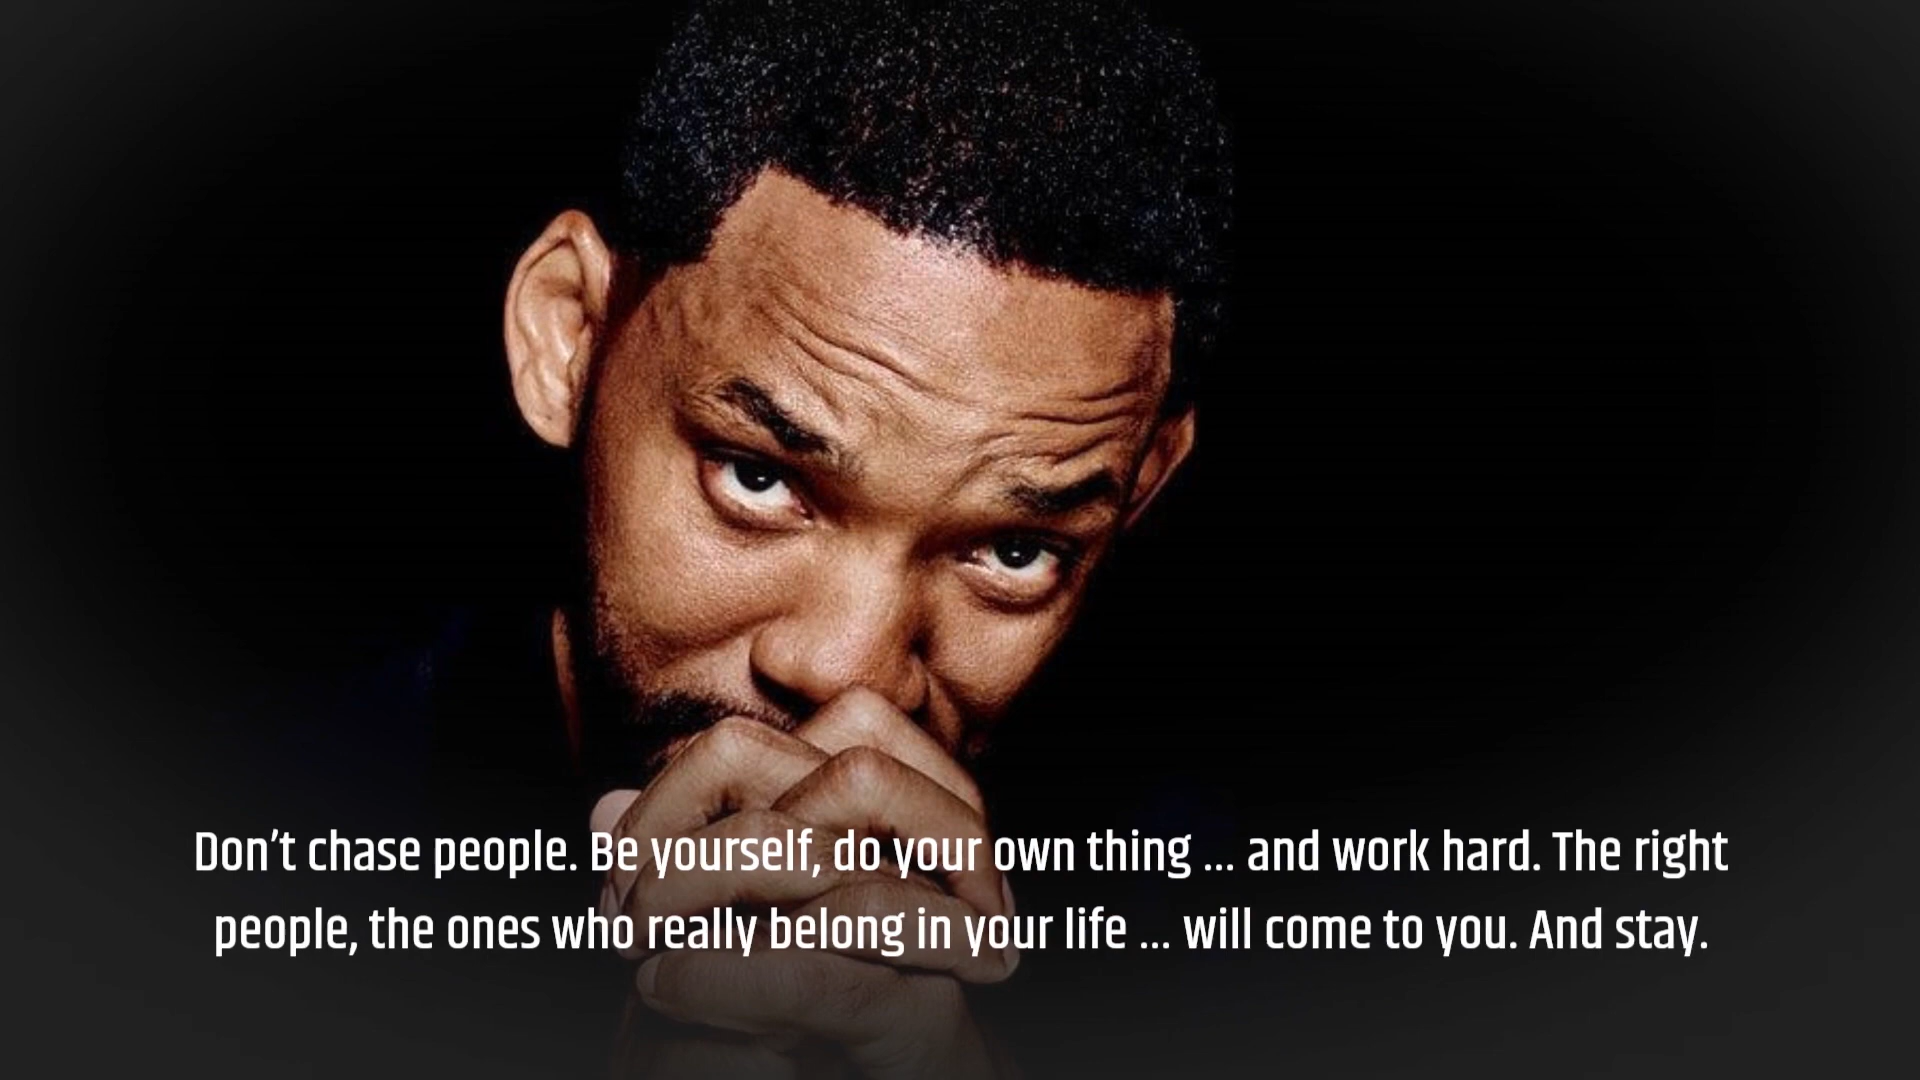 Don’t chase people. Be yourself, do your own thing ... and work hard. The right
people, the ones who really belong in your life ... will come to you. And stay.